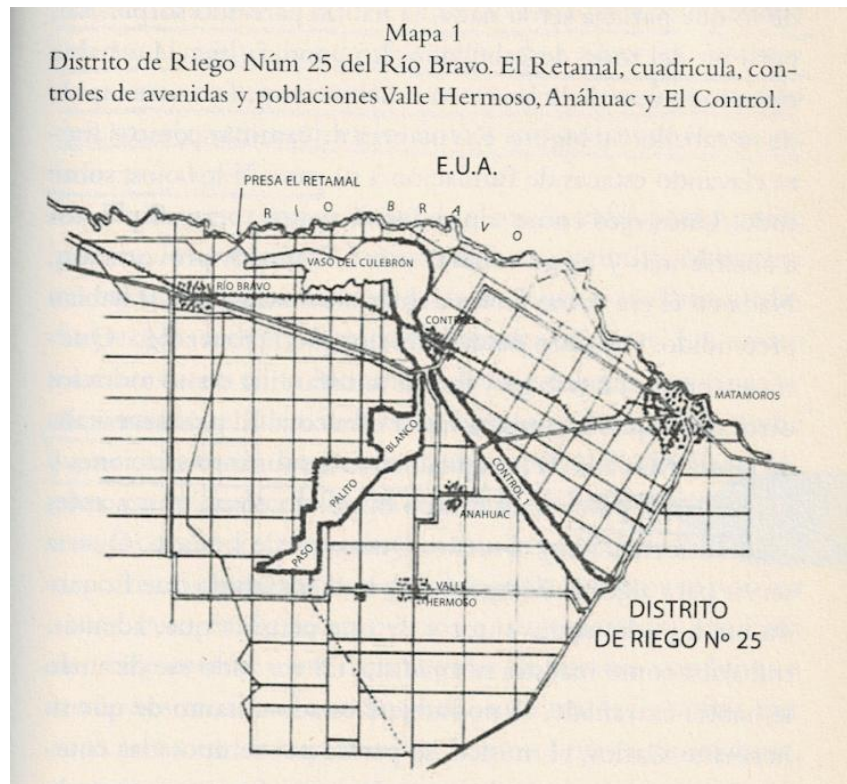 Mapa 1
Distrito de Riego Núm 25 del Río Bravo. El Retamal, cuadrícula, con-
troles de avenidas y poblaciones Valle Hermoso, Anáhuac y El Control.
E.U.A.
PRESA EL RETAMAL
RIO BRAVO
VASO DEL CULEBRÓN
RÍO BRAVO
CONTROL
MATAMOROS
BLANCO
PALITO
PASO
CONTROL 1
ANAHUAC
VALLE
HERMOSO
DISTRITO
DE RIEGO Nº 25